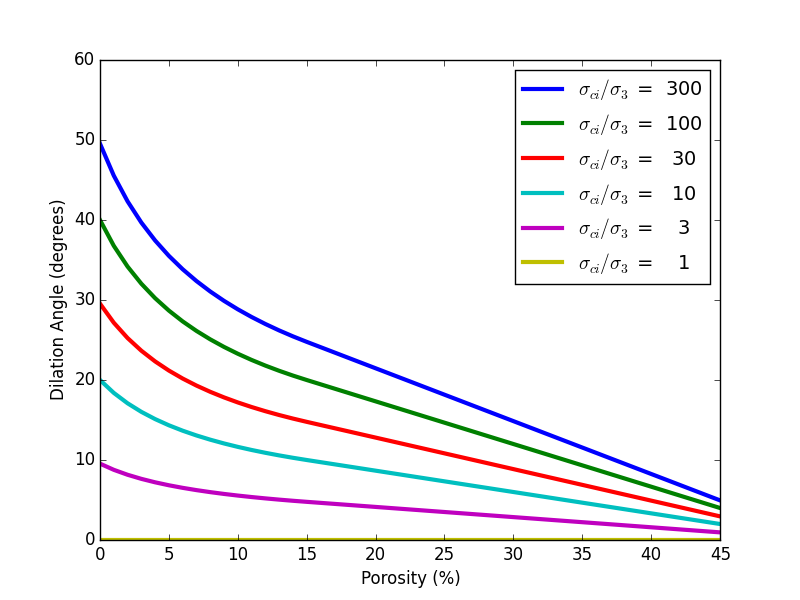 60
50
40
30
20
10
0
Dilation Angle (degrees)
σci/σ3 = 300
σci/σ3 = 100
σci/σ3 = 30
σci/σ3 = 10
σci/σ3 = 3
σci/σ3 = 1
0 5 10 15 20 25 30 35 40 45
Porosity (%)